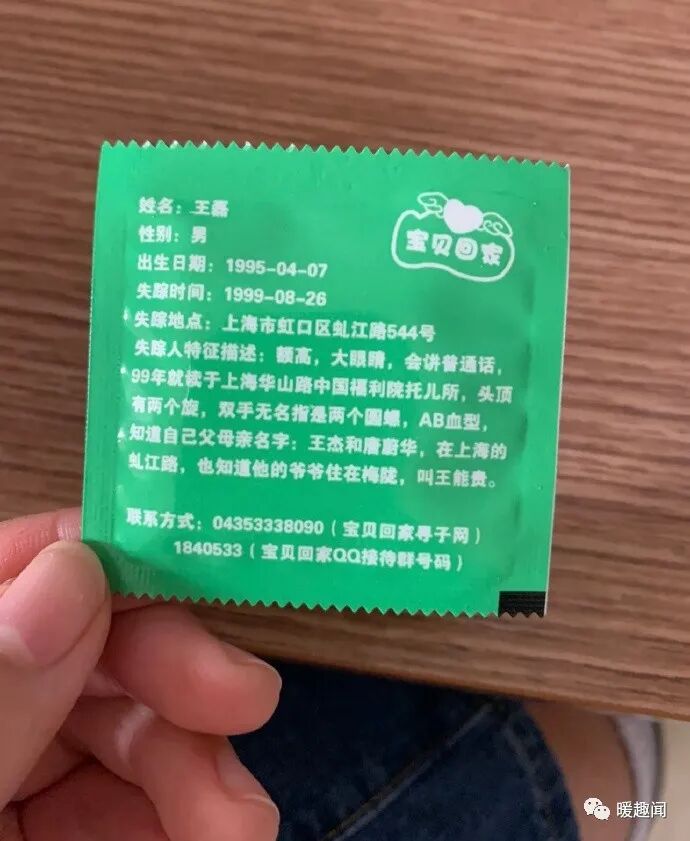 姓名：王磊
宝贝回家
性别：男
出生日期：1995-04-07
失踪时间：1999-08-26
失踪地点：上海市虹口区虬江路544号
失踪人特征描述：额高，大眼睛，会讲普通话，
99年就读于上海华山路中国福利院托儿所，头顶
有两个旋，双手无名指是两个圆螺，AB血型，
知道自己父母亲名字：王杰和唐蔚华，在上海的
虬江路，也知道他的爷爷住在梅陇，叫王能贵。
联系方式：04353338090（宝贝回家寻子网）
1840533（宝贝回家QQ接待群号码）
暖趣闻